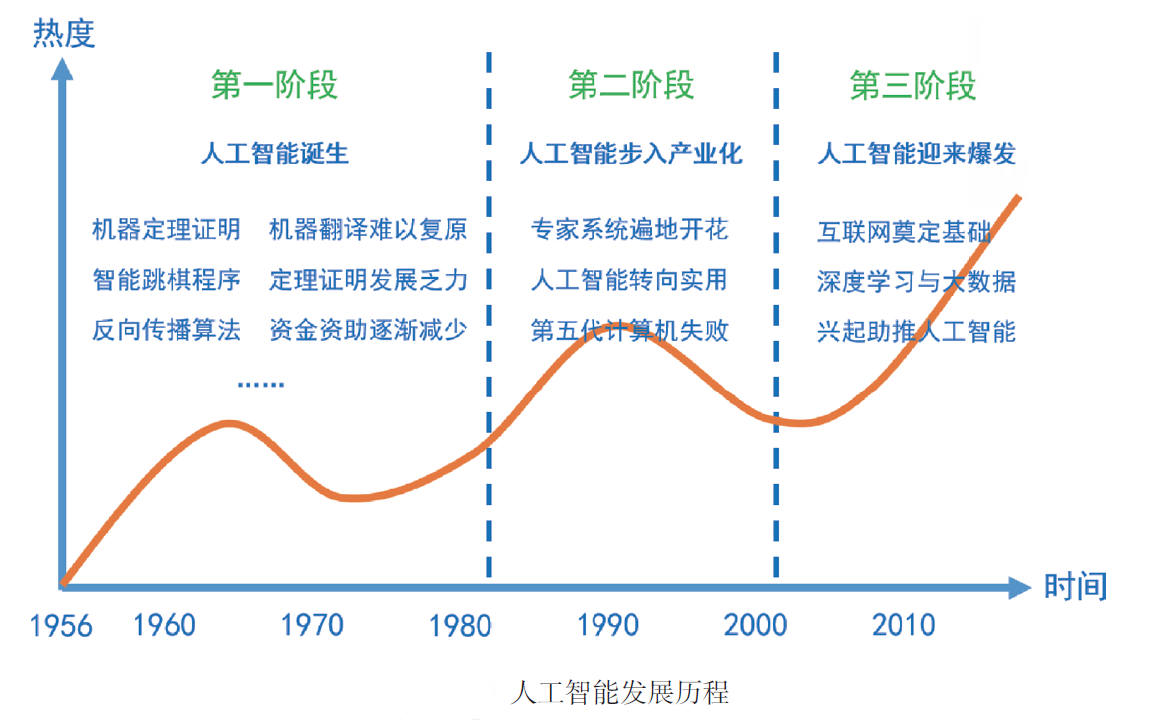 热度
第一阶段
人工智能诞生
机器定理证明 机器翻译难以复原
智能跳棋程序 定理证明发展乏力
反向传播算法 资金资助逐渐减少
……
第二阶段
人工智能步入产业化
专家系统遍地开花
人工智能转向实用
第五代计算机失败
第三阶段
人工智能迎来爆发
互联网奠定基础
深度学习与大数据
兴起助推人工智能
时间
1956 1960 1970 1980 1990 2000 2010
人工智能发展历程